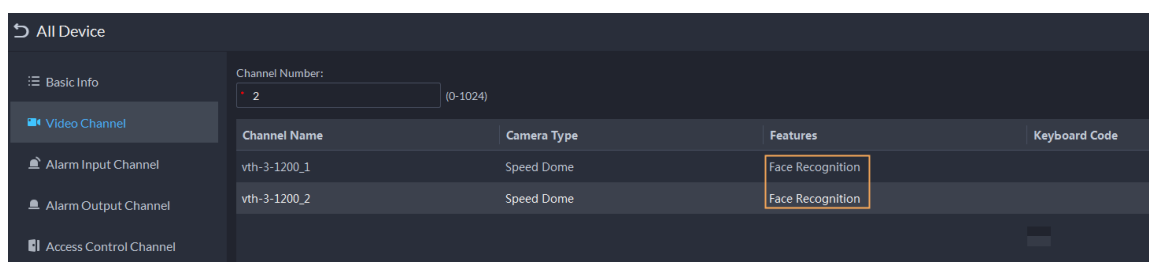 All Device
Basic Info
Video Channel
Alarm Input Channel
Alarm Output Channel
Access Control Channel
Channel Number:
* 2 (0-1024)
Channel Name Camera Type Features Keyboard Code
vth-3-1200_1 Speed Dome Face Recognition
vth-3-1200_2 Speed Dome Face Recognition